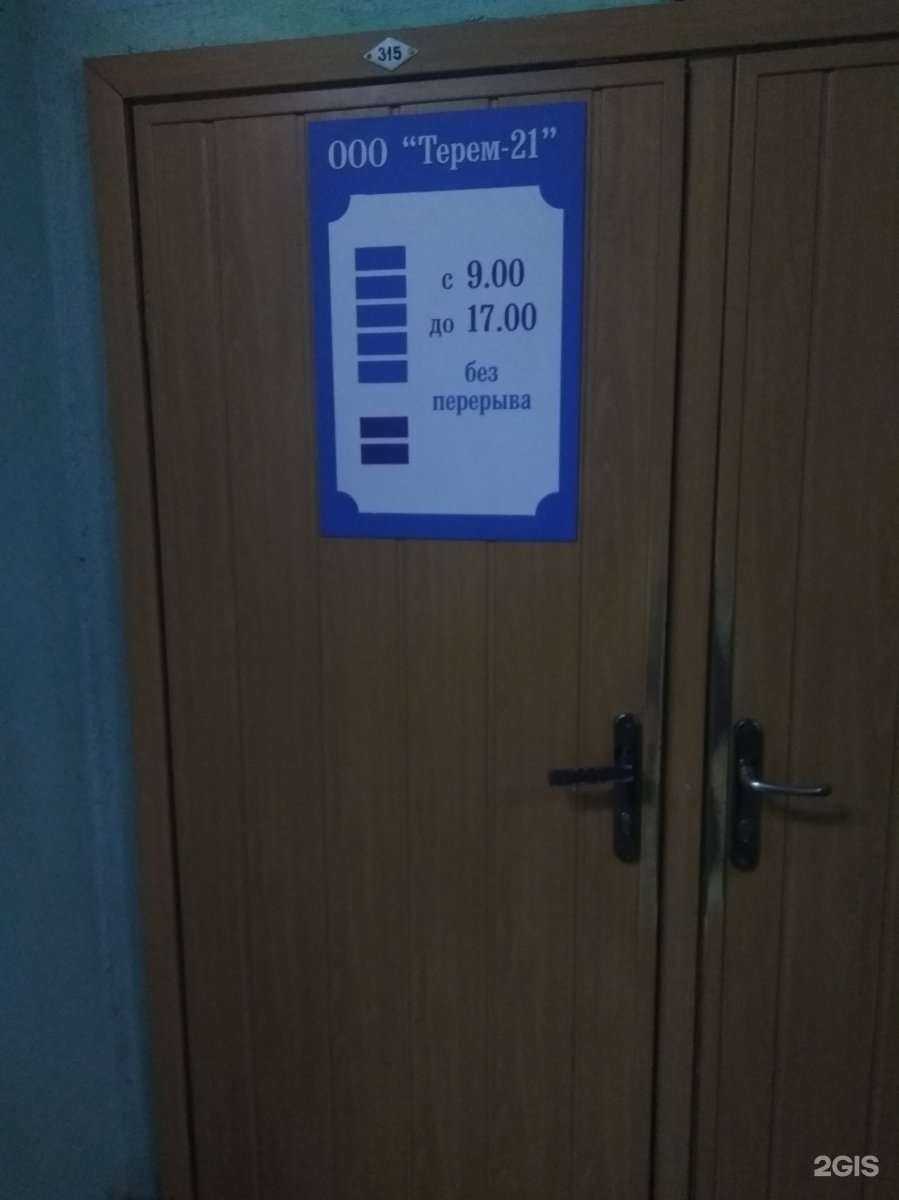 315
ООО “Терем-21”
с 9.00
до 17.00
без
перерыва
2GIS